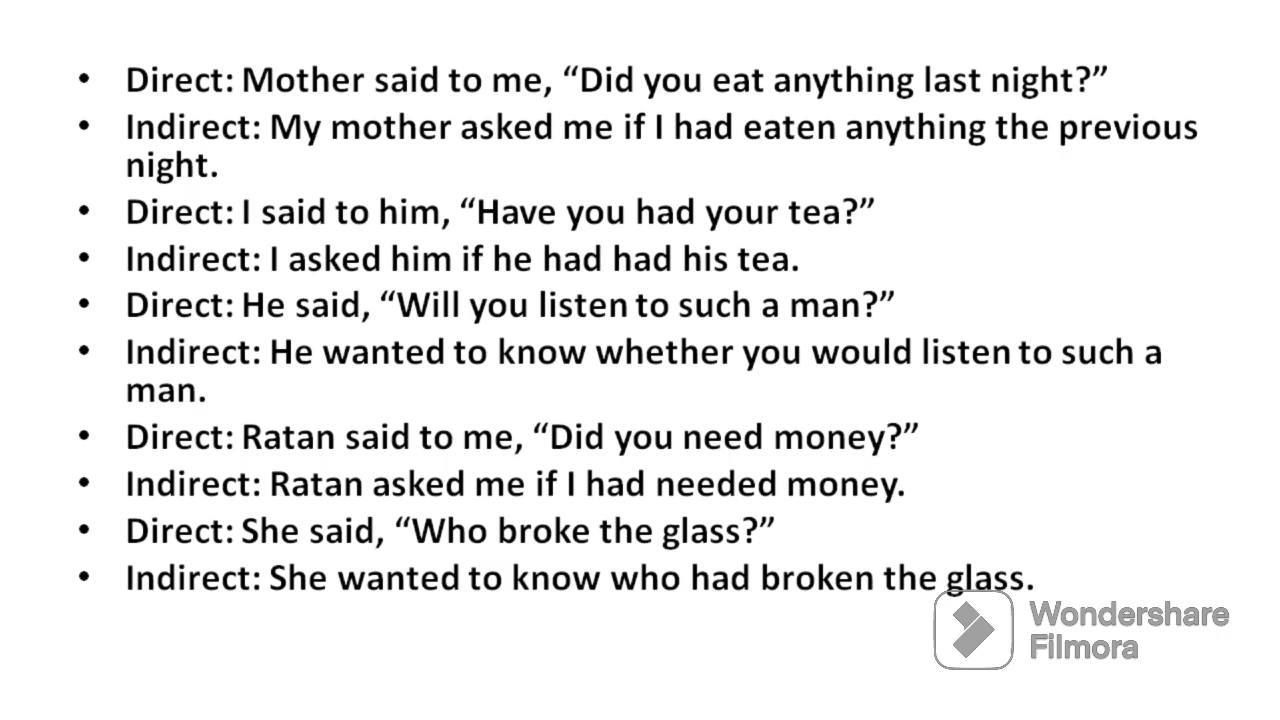 • Direct: Mother said to me, “Did you eat anything last night?”
• Indirect: My mother asked me if I had eaten anything the previous
night.
• Direct: I said to him, “Have you had your tea?”
• Indirect: I asked him if he had had his tea.
• Direct: He said, “Will you listen to such a man?”
• Indirect: He wanted to know whether you would listen to such a
man.
• Direct: Ratan said to me, “Did you need money?”
• Indirect: Ratan asked me if I had needed money.
• Direct: She said, “Who broke the glass?”
• Indirect: She wanted to know who had broken the glass.
Wondershare
Filmora